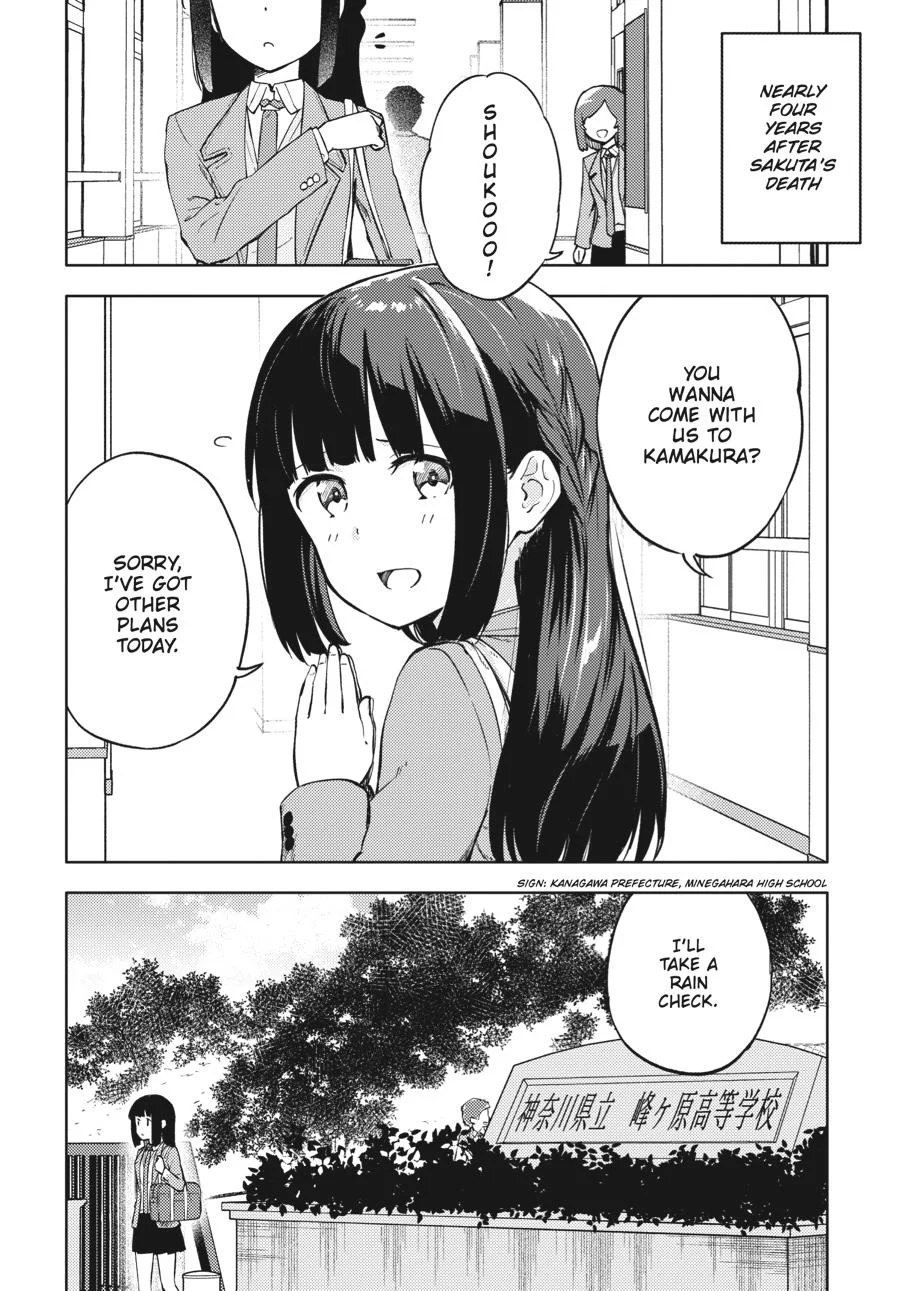 NEARLY
FOUR
YEARS
AFTER
SAKUTA'S
DEATH
SHOUKOOO!
YOU
WANNA
COME WITH
US TO
KAMAKURA?
SORRY,
I'VE GOT
OTHER
PLANS
TODAY.
SIGN: KANAGAWA PREFECTURE, MINEGAHARA HIGH SCHOOL
I'LL
TAKE A
RAIN
CHECK.
神奈川県立 峰ヶ原高等学校